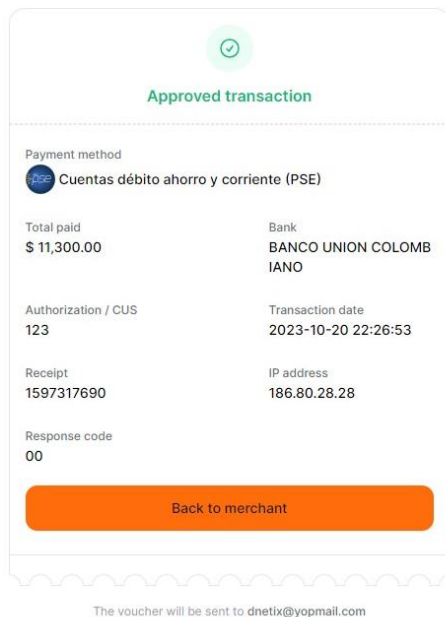 Approved transaction
Payment method
pse Cuentas débito ahorro y corriente (PSE)
Total paid
$ 11,300.00
Bank
BANCO UNION COLOMB
IANO
Authorization / CUS
123
Transaction date
2023-10-20 22:26:53
Receipt
1597317690
IP address
186.80.28.28
Response code
00
Back to merchant
The voucher will be sent to dnetix@yopmail.com